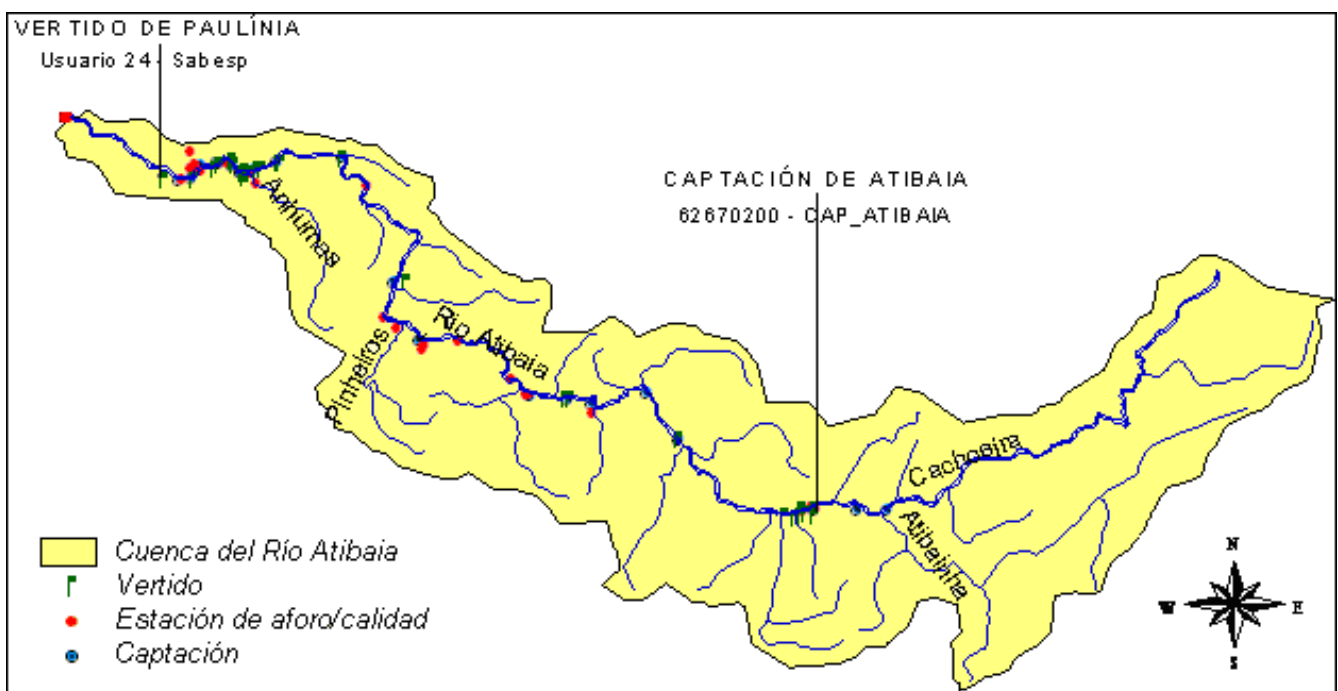 VERTIDO DE PAULÍNIA
Usuario 24 - Sabesp
CAPTACIÓN DE ATIBAIA
62670200 - CAP_ATIBAIA
Anhumas
Pinheiros
Río Atibaia
Cachoeira
Atibainha
Cuenca del Río Atibaia
Vertido
Estación de aforo/calidad
Captación
N
W
E
S